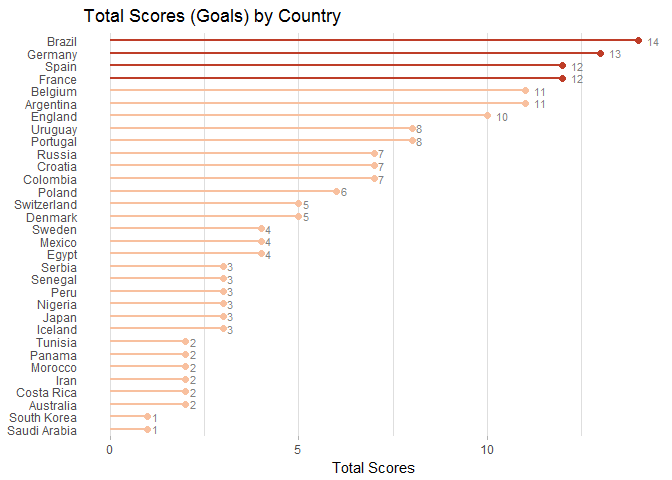 Total Scores (Goals) by Country
Brazil 14
Germany 13
Spain 12
France 12
Belgium 11
Argentina 11
England 10
Uruguay 8
Portugal 8
Russia 7
Croatia 7
Colombia 7
Poland 6
Switzerland 5
Denmark 5
Sweden 4
Mexico 4
Egypt 4
Serbia 3
Senegal 3
Peru 3
Nigeria 3
Japan 3
Iceland 3
Tunisia 2
Panama 2
Morocco 2
Iran 2
Costa Rica 2
Australia 2
South Korea 1
Saudi Arabia 1
0 5 10
Total Scores